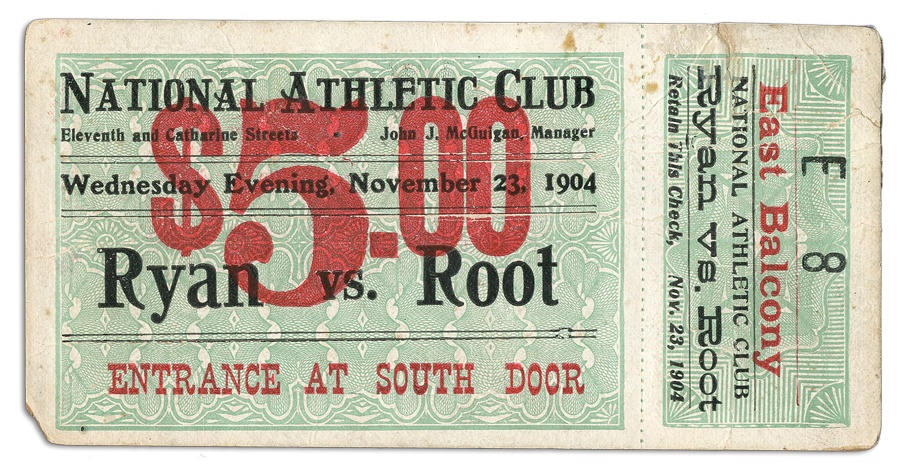 NATIONAL ATHLETIC CLUB
Eleventh and Catharine Streets • John J. McGuigan, Manager
$5.00
Wednesday Evening, November 23, 1904
Ryan vs. Root
ENTRANCE AT SOUTH DOOR
E 8
East Balcony
NATIONAL ATHLETIC CLUB
Ryan vs. Root
Retain This Check, Nov. 23, 1904